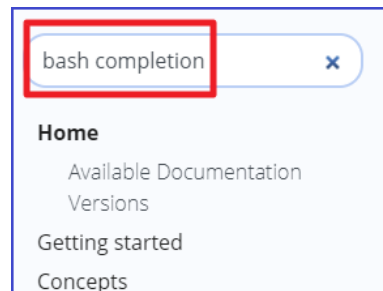 bash completion
Home
Available Documentation
Versions
Getting started
Concepts